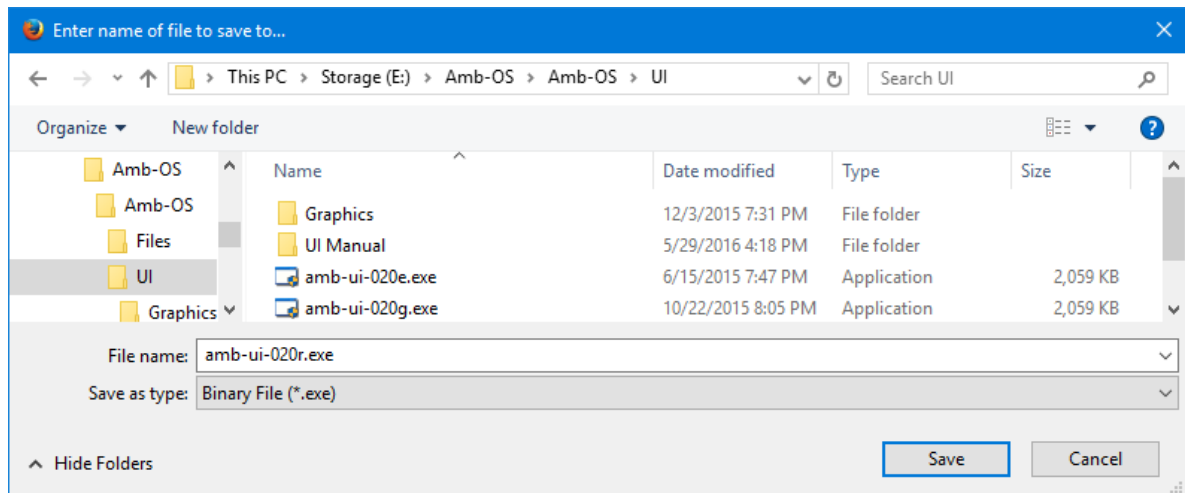 Enter name of file to save to...
This PC > Storage (E:) > Amb-OS > Amb-OS > UI Search UI
Organize New folder ?
Amb-OS Name Date modified Type Size
Amb-OS Graphics 12/3/2015 7:31 PM File folder
Files UI Manual 5/29/2016 4:18 PM File folder
UI amb-ui-020e.exe 6/15/2015 7:47 PM Application 2,059 KB
Graphics amb-ui-020g.exe 10/22/2015 8:05 PM Application 2,059 KB
File name: amb-ui-020r.exe
Save as type: Binary File (*.exe)
Hide Folders Save Cancel